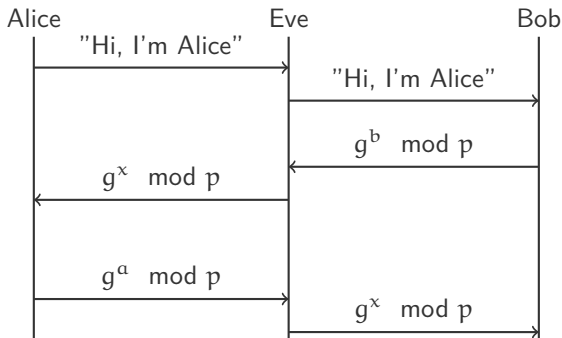 Alice Eve Bob
”Hi, I'm Alice”
”Hi, I'm Alice”
g^b mod p
g^x mod p
g^a mod p
g^x mod p